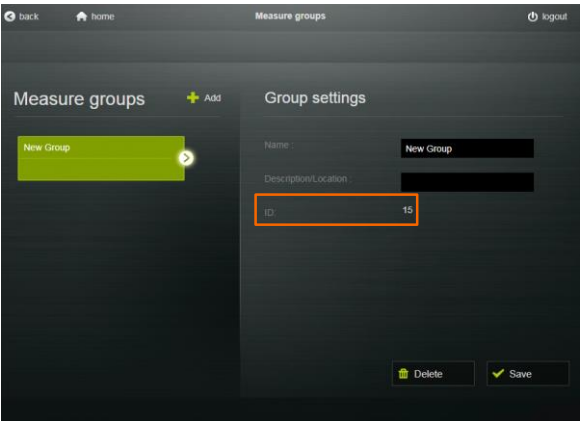 back
home
Measure groups
logout
Measure groups
Add
New Group
Group settings
Name :
New Group
Description/Location :
ID:
15
Delete
Save